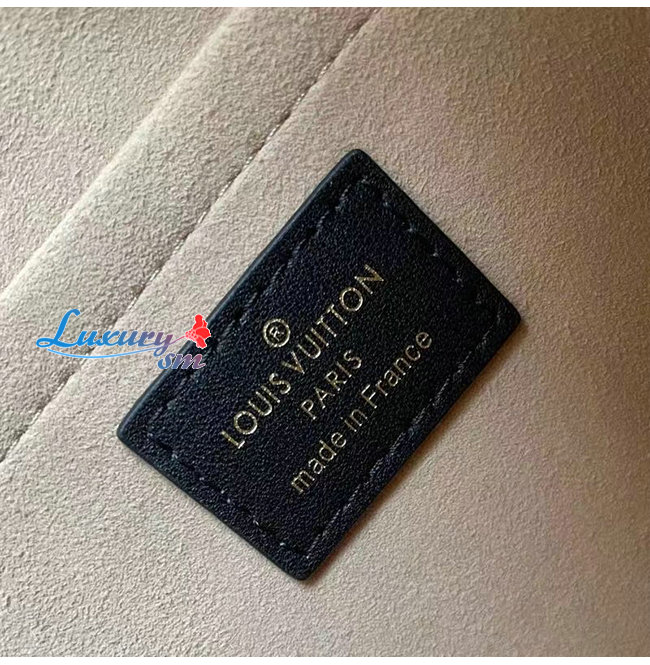 Luxury
sm
®
LOUIS VUITTON
PARIS
made in France